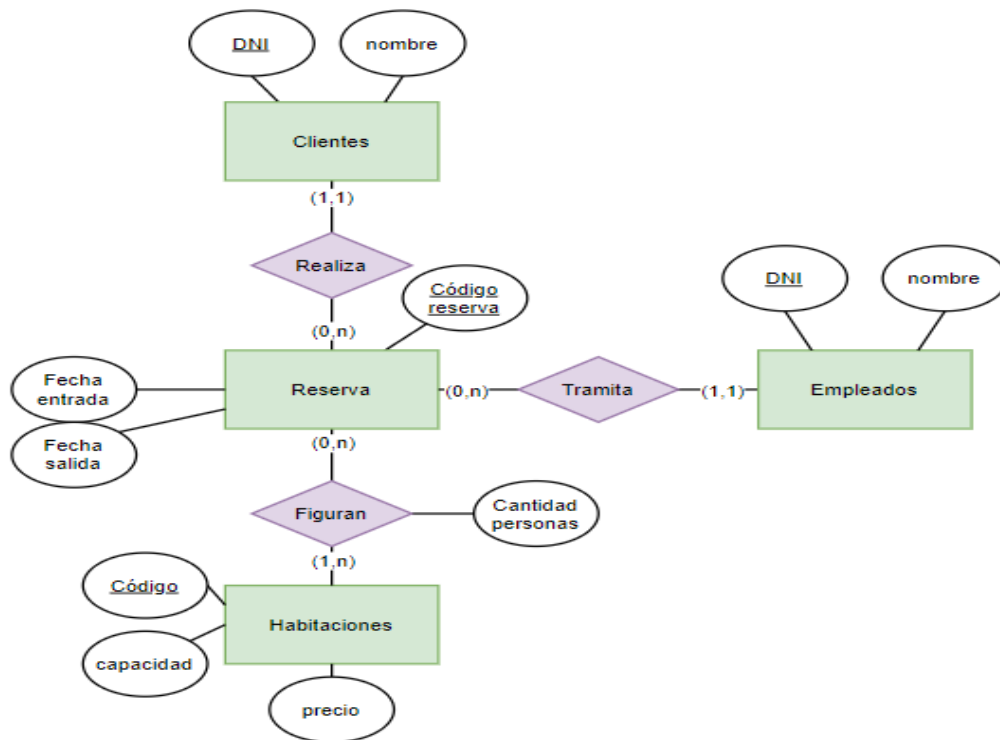 DNI
nombre
Clientes
(1,1)
Realiza
(0,n)
Código
reserva
DNI
nombre
Fecha
entrada
Reserva
(0,n)
Tramita
(1,1)
Empleados
Fecha
salida
(0,n)
Figuran
Cantidad
personas
(1,n)
Código
Habitaciones
capacidad
precio